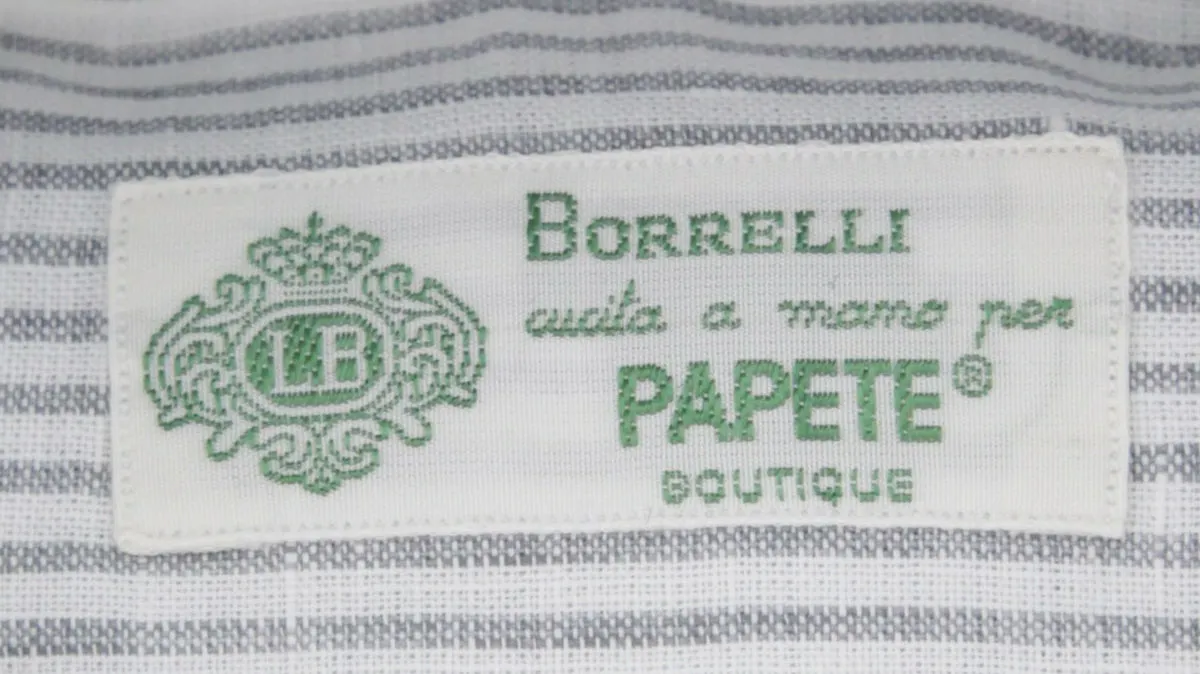 LB
BORRELLI
cucita a mano per
PAPETE®
BOUTIQUE